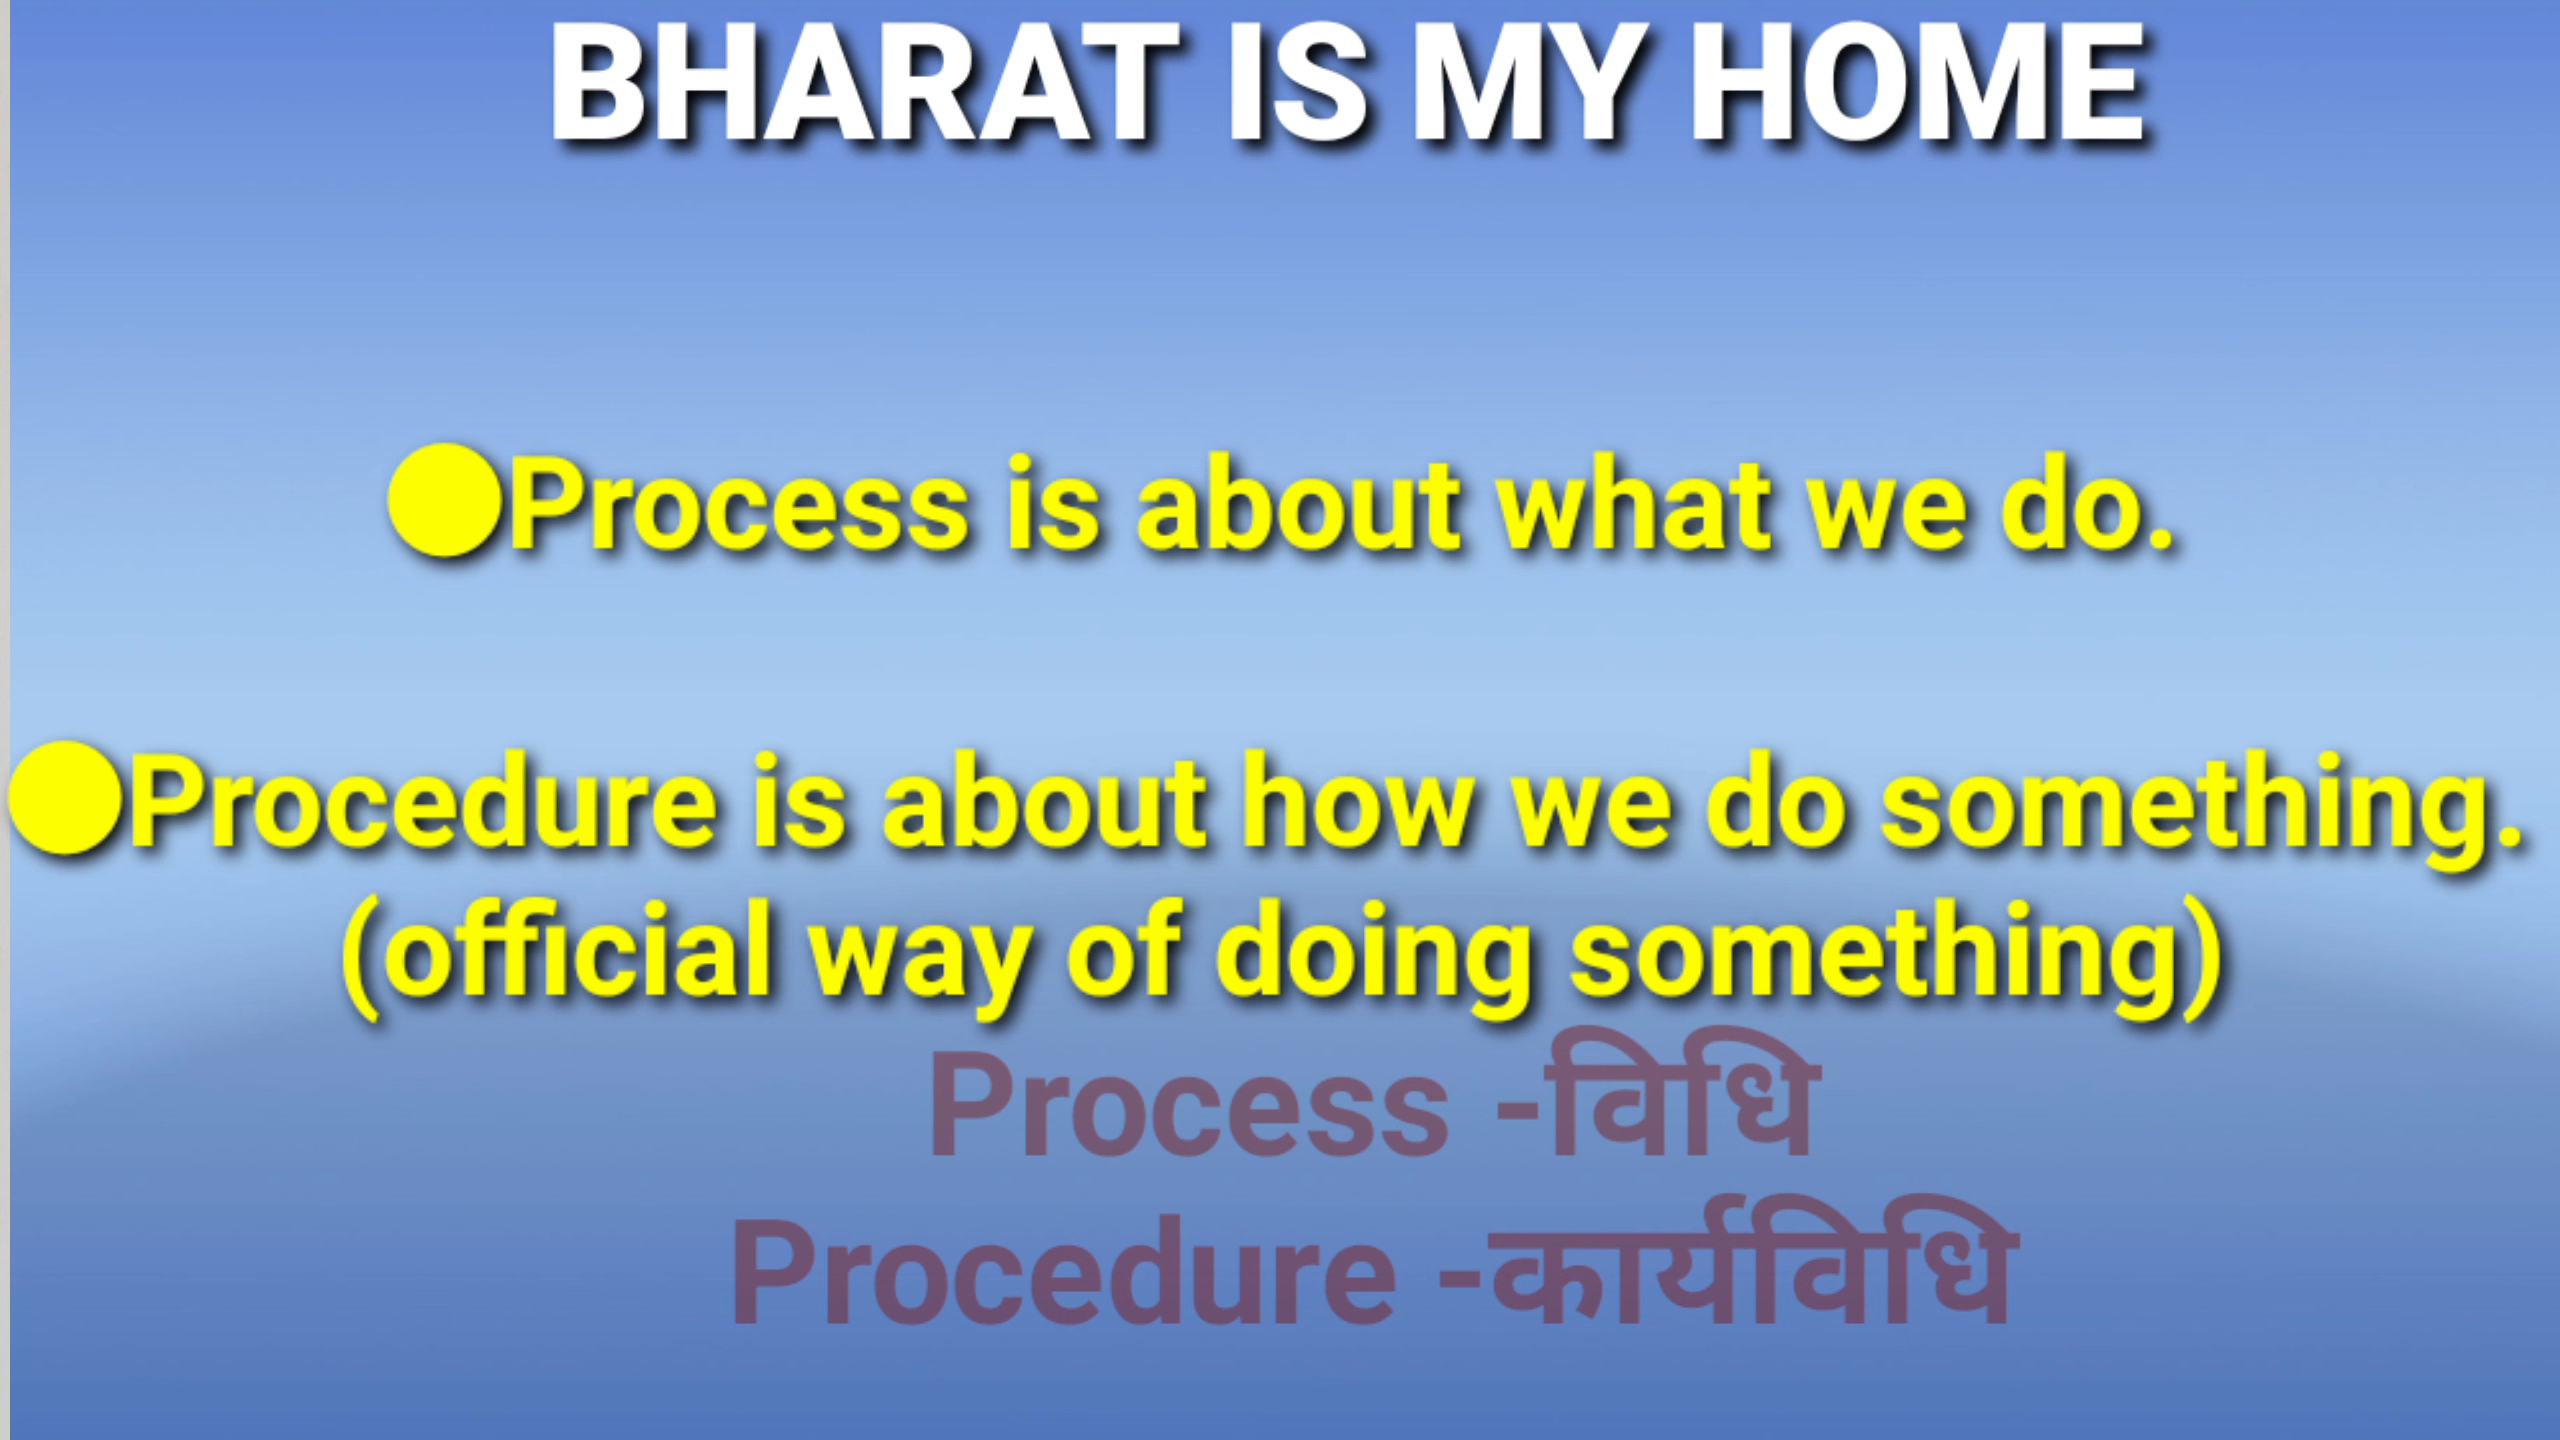 BHARAT IS MY HOME
●Process is about what we do.
●Procedure is about how we do something.
(official way of doing something)
Process -विधि
Procedure -कार्यविधि